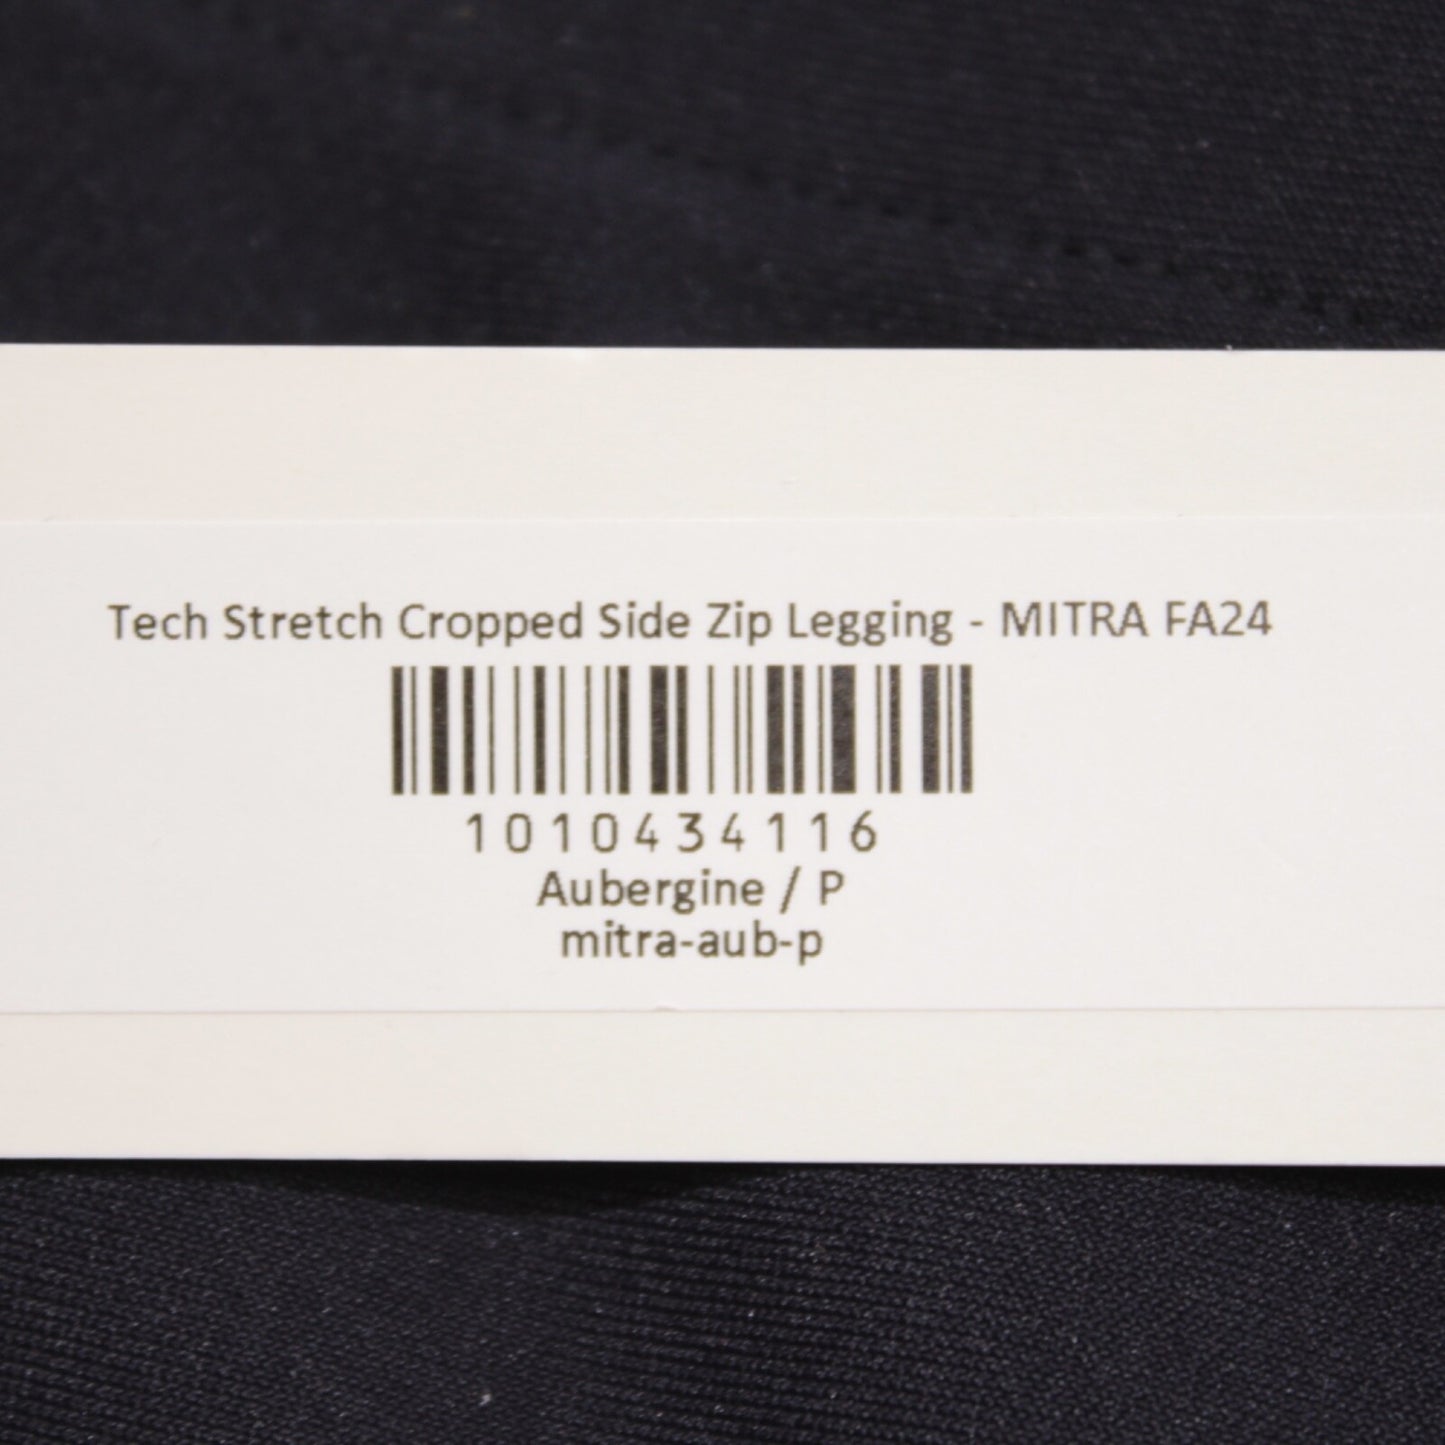 Tech Stretch Cropped Side Zip Legging - MITRA FA24
1010434116
Aubergine / P
mitra-aub-p